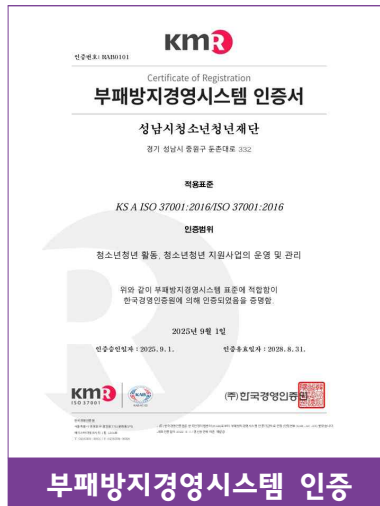 kmR
인증번호: RAB0101
Certificate of Registration
부패방지경영시스템 인증서
성남시청소년청년재단
경기 성남시 중원구 둔촌대로 332
적용표준
KS A ISO 37001:2016/ISO 37001:2016
인증범위
청소년청년 활동, 청소년청년 지원사업의 운영 및 관리
위와 같이 부패방지경영시스템 표준에 적합함이
한국경영인증원에 의해 인증되었음을 증명함.
2025년 9월 1일
인증승인일자 : 2025.9.1.
인증유효일자 : 2028.8.31.
kmR
ISO 37001
(주)한국경영인증원
부패방지경영시스템 인증